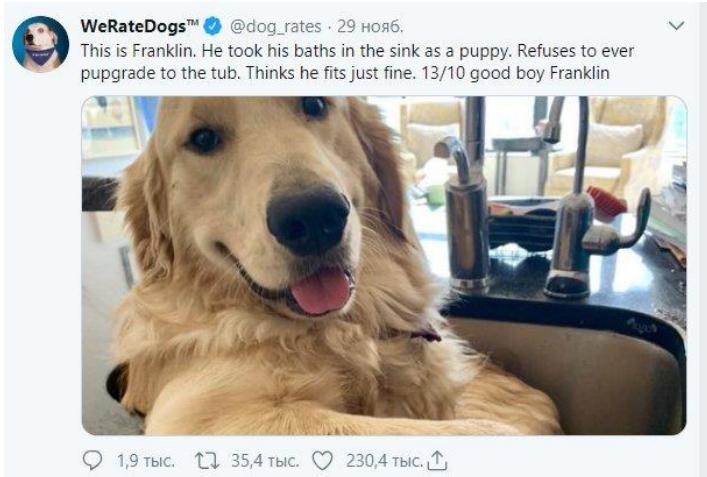 WeRateDogs™ @dog_rates · 29 нояб.
This is Franklin. He took his baths in the sink as a puppy. Refuses to ever
pupgrade to the tub. Thinks he fits just fine. 13/10 good boy Franklin
1,9 тыс. 35,4 тыс. 230,4 тыс.